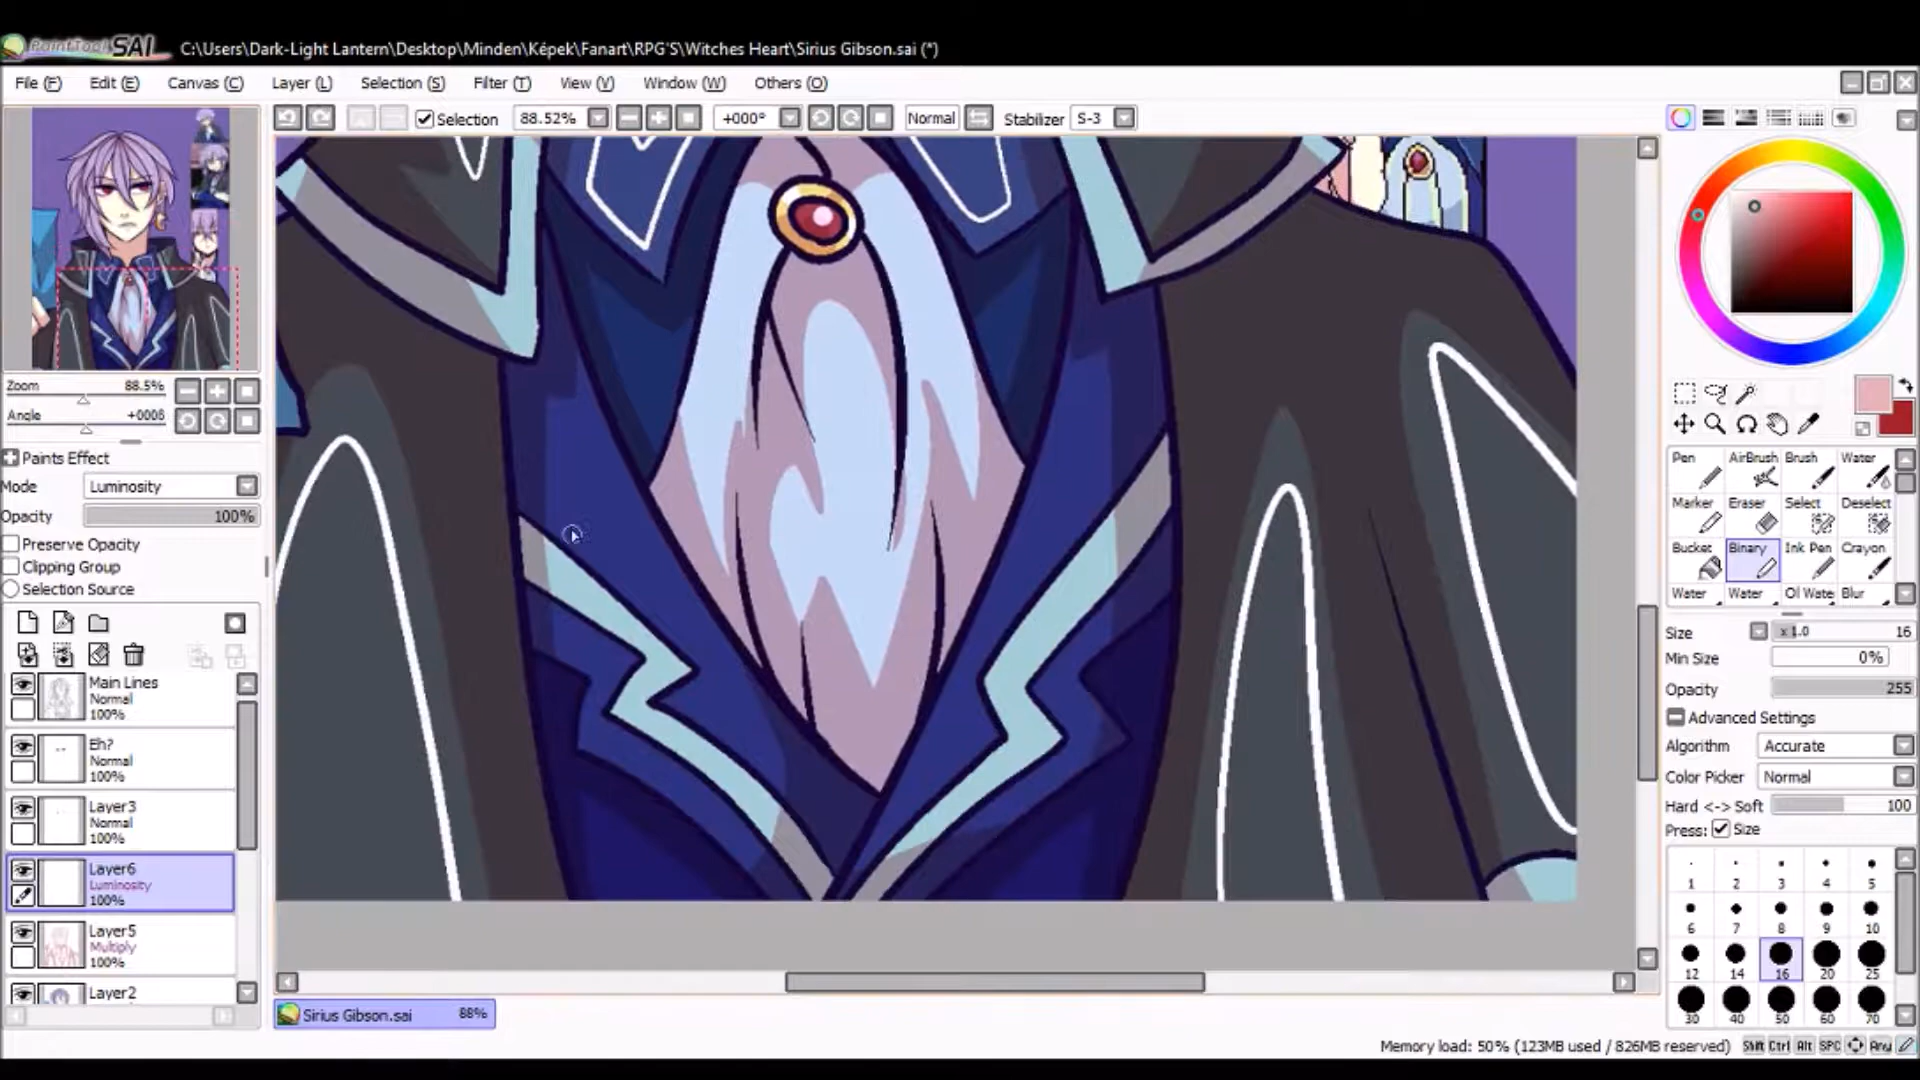 PaintTool SAI C:\Users\Dark-Light Lantern\Desktop\Minden\Képek\Fanart\RPG'S\Witches Heart\Sirius Gibson.sai (*)
File (F) Edit (E) Canvas (C) Layer (L) Selection (S) Filter (T) View (V) Window (W) Others (O)
Selection 88.52% +000° Normal Stabilizer S-3
Zoom 88.5%
Angle +000ß
Paints Effect
Mode Luminosity
Opacity 100%
Preserve Opacity
Clipping Group
Selection Source
Main Lines
Normal
100%
Eh?
Normal
100%
Layer3
Normal
100%
Layer6
Luminosity
100%
Layer5
Multiply
100%
Layer2
Pen AirBrush Brush Water
Marker Eraser Select Deselect
Bucket Binary Ink Pen Crayon
Water Water Oil Wate Blur
Size x1.0 16
Min Size 0%
Opacity 255
Advanced Settings
Algorithm Accurate
Color Picker Normal
Hard <-> Soft 100
Press: Size
1 2 3 4 5
6 7 8 9 10
12 14 16 20 25
30 40 50 60 70
Sirius Gibson.sai 88%
Memory load: 50% (123MB used / 826MB reserved) Shift Ctrl Alt SPC Any